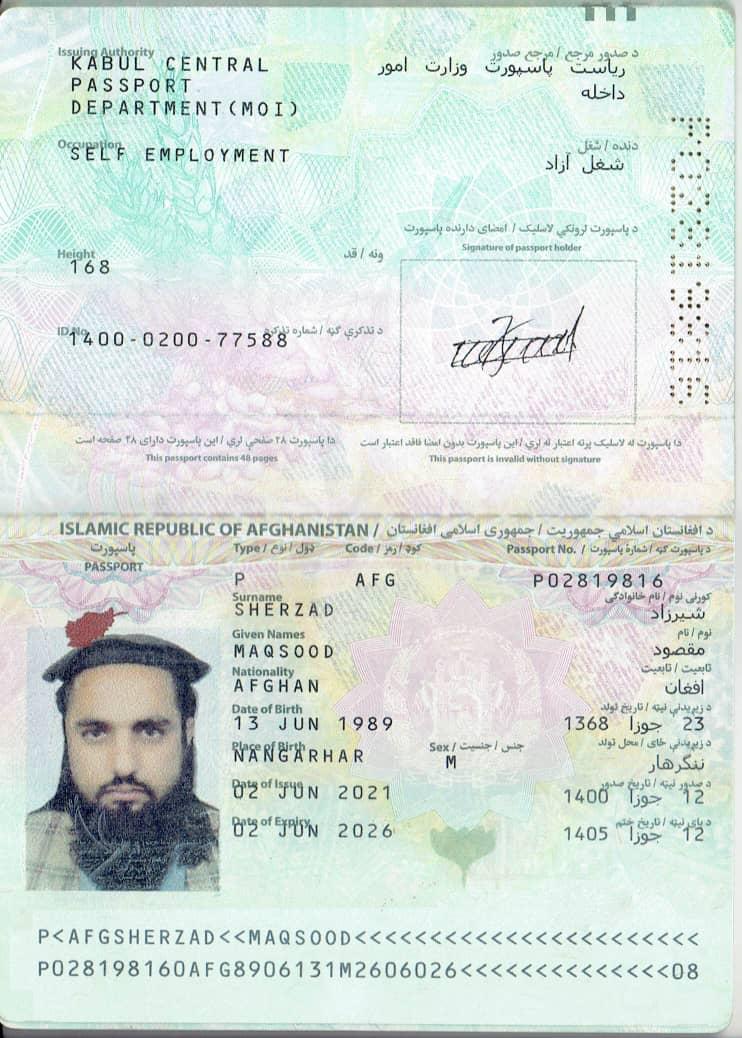 Issuing Authority د صدور مرجع / مرجع صدور
KABUL CENTRAL PASSPORT DEPARTMENT(MOI) ریاست پاسپورت وزارت امور داخله
Occupation دنده / شغل
SELF EMPLOYMENT شغل آزاد
د پاسپورت لرونکي لاسلیک / امضای دارنده پاسپورت
Signature of passport holder
Height ونه / قد
168
ID.No د تذکرې ګڼه / شماره تذکره
1400-0200-77588
دا پاسپورت ۴۸ صفحې لري / این پاسپورت دارای ۴۸ صفحه است
This passport contains 48 pages
دا پاسپورت له لاسلیک پرته اعتبار نه لري / این پاسپورت بدون امضا فاقد اعتبار است
This passport is invalid without signature
ISLAMIC REPUBLIC OF AFGHANISTAN / د افغانستان اسلامي جمهوریت / جمهوری اسلامی افغانستان
پاسپورت Type / ډول / نوع Code / کوډ / رمز Passport No. / د پاسپورت ګڼه / شمارۀ پاسپورت
PASSPORT
P AFG P02819816
Surname کورنی نوم / نام خانوادگی
SHERZAD شیرزاد
Given Names نوم / نام
MAQSOOD مقصود
Nationality تابعیت / تابعیت
AFGHAN افغان
Date of Birth د زیږیدنې نیټه / تاریخ تولد
13 JUN 1989 23 جوزا 1368
Place of Birth Sex / جنس / جنسیت د زیږیدنې ځای / محل تولد
NANGARHAR M ننگرهار
Date of Issue د صدور نیټه / تاریخ صدور
02 JUN 2021 12 جوزا 1400
Date of Expiry د پای نیټه / تاریخ ختم
02 JUN 2026 12 جوزا 1405
P<AFGSHERZAD<<MAQSOOD<<<<<<<<<<<<<<<<<<<<<<<
P028198160AFG8906131M2606026<<<<<<<<<<<<<<08